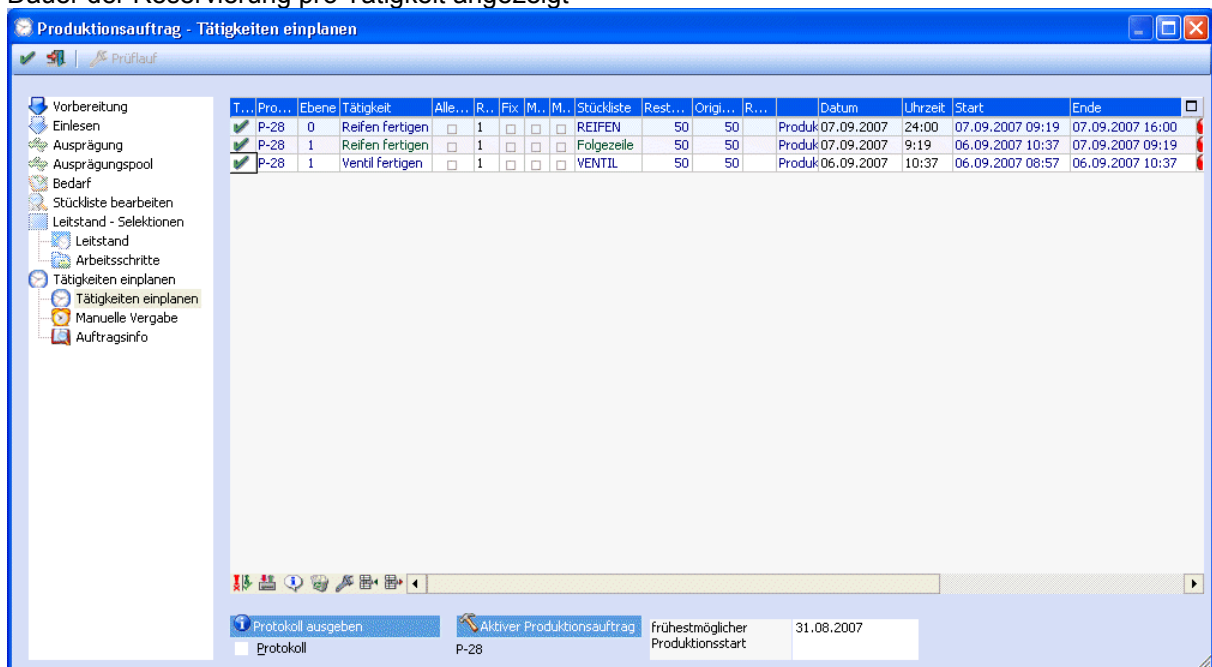 Dauer der Reservierung pro Tätigkeit angezeigt
Produktionsauftrag - Tätigkeiten einplanen
Prüflauf
Vorbereitung
Einlesen
Ausprägung
Ausprägungspool
Bedarf
Stückliste bearbeiten
Leitstand - Selektionen
Leitstand
Arbeitsschritte
Tätigkeiten einplanen
Tätigkeiten einplanen
Manuelle Vergabe
Auftragsinfo
T... Pro... Ebene Tätigkeit Alle... R... Fix M.. M.. Stückliste Rest... Origi... R... Datum Uhrzeit Start Ende
P-28 0 Reifen fertigen 1 REIFEN 50 50 Produk 07.09.2007 24:00 07.09.2007 09:19 07.09.2007 16:00
P-28 1 Reifen fertigen 1 Folgezeile 50 50 Produk 07.09.2007 9:19 06.09.2007 10:37 07.09.2007 09:19
P-28 1 Ventil fertigen 1 VENTIL 50 50 Produk 06.09.2007 10:37 06.09.2007 08:57 06.09.2007 10:37
Protokoll ausgeben
Protokoll
Aktiver Produktionsauftrag
P-28
frühestmöglicher
Produktionsstart
31.08.2007